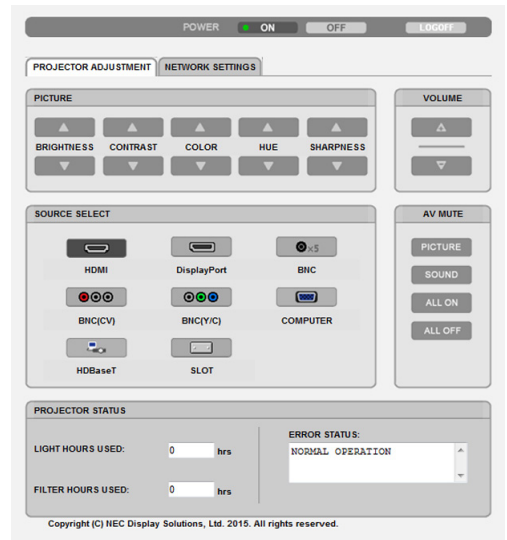 POWER ON OFF LOGOFF
PROJECTOR ADJUSTMENT NETWORK SETTINGS
PICTURE
BRIGHTNESS CONTRAST COLOR HUE SHARPNESS
VOLUME
SOURCE SELECT
HDMI DisplayPort BNC
×5
BNC(CV) BNC(Y/C) COMPUTER
HDBaseT SLOT
AV MUTE
PICTURE
SOUND
ALL ON
ALL OFF
PROJECTOR STATUS
LIGHT HOURS USED: 0 hrs
FILTER HOURS USED: 0 hrs
ERROR STATUS:
NORMAL OPERATION
Copyright (C) NEC Display Solutions, Ltd. 2015. All rights reserved.